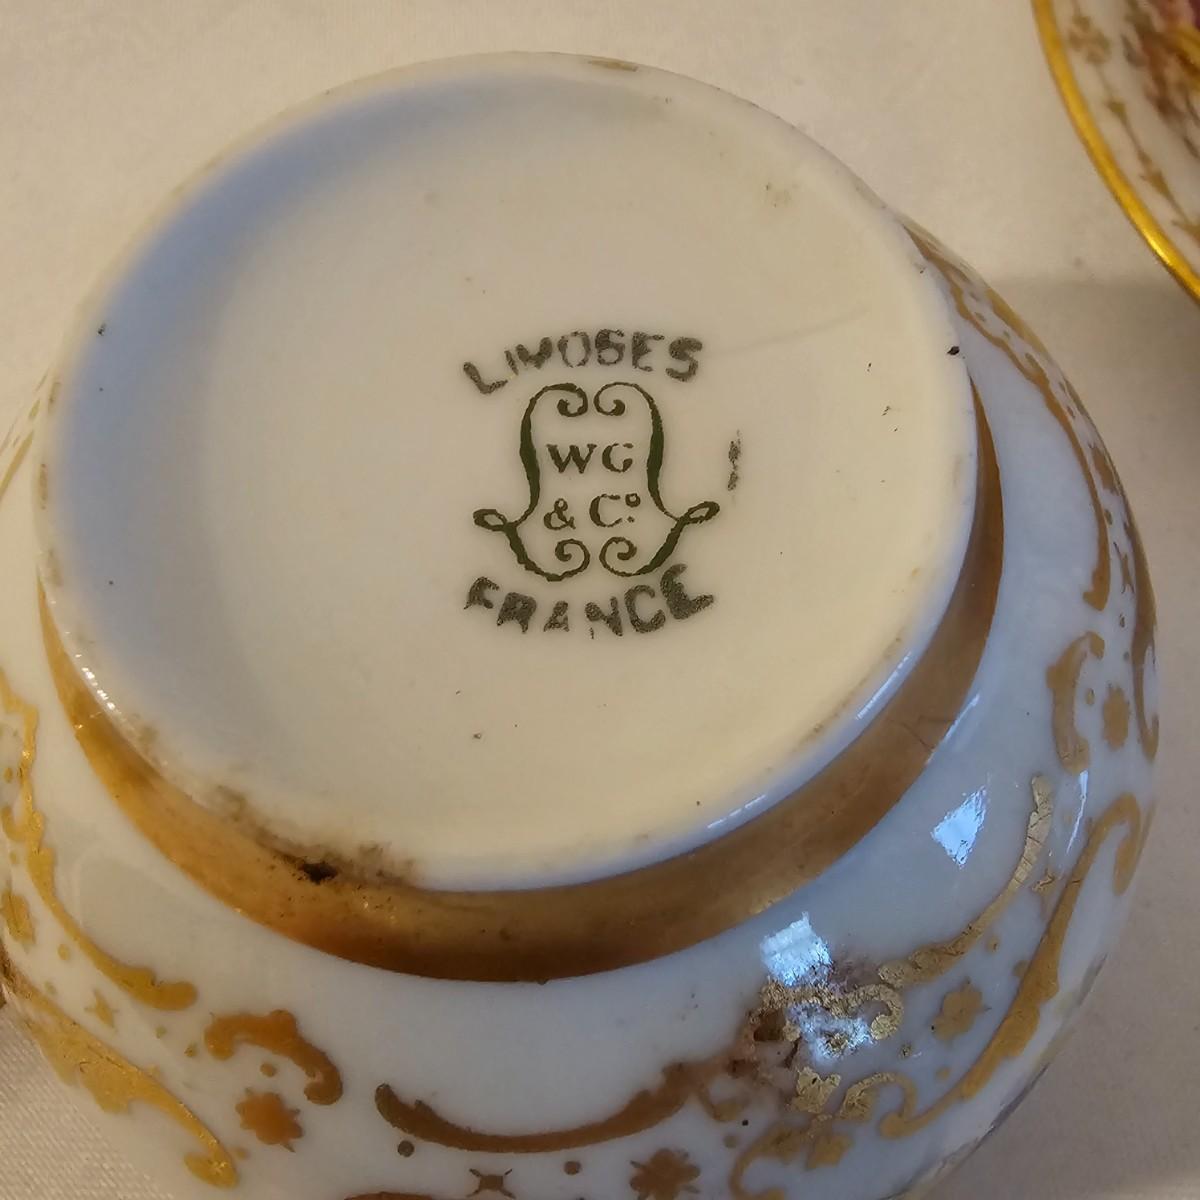 LIMOGES
WG
& Co.
FRANCE